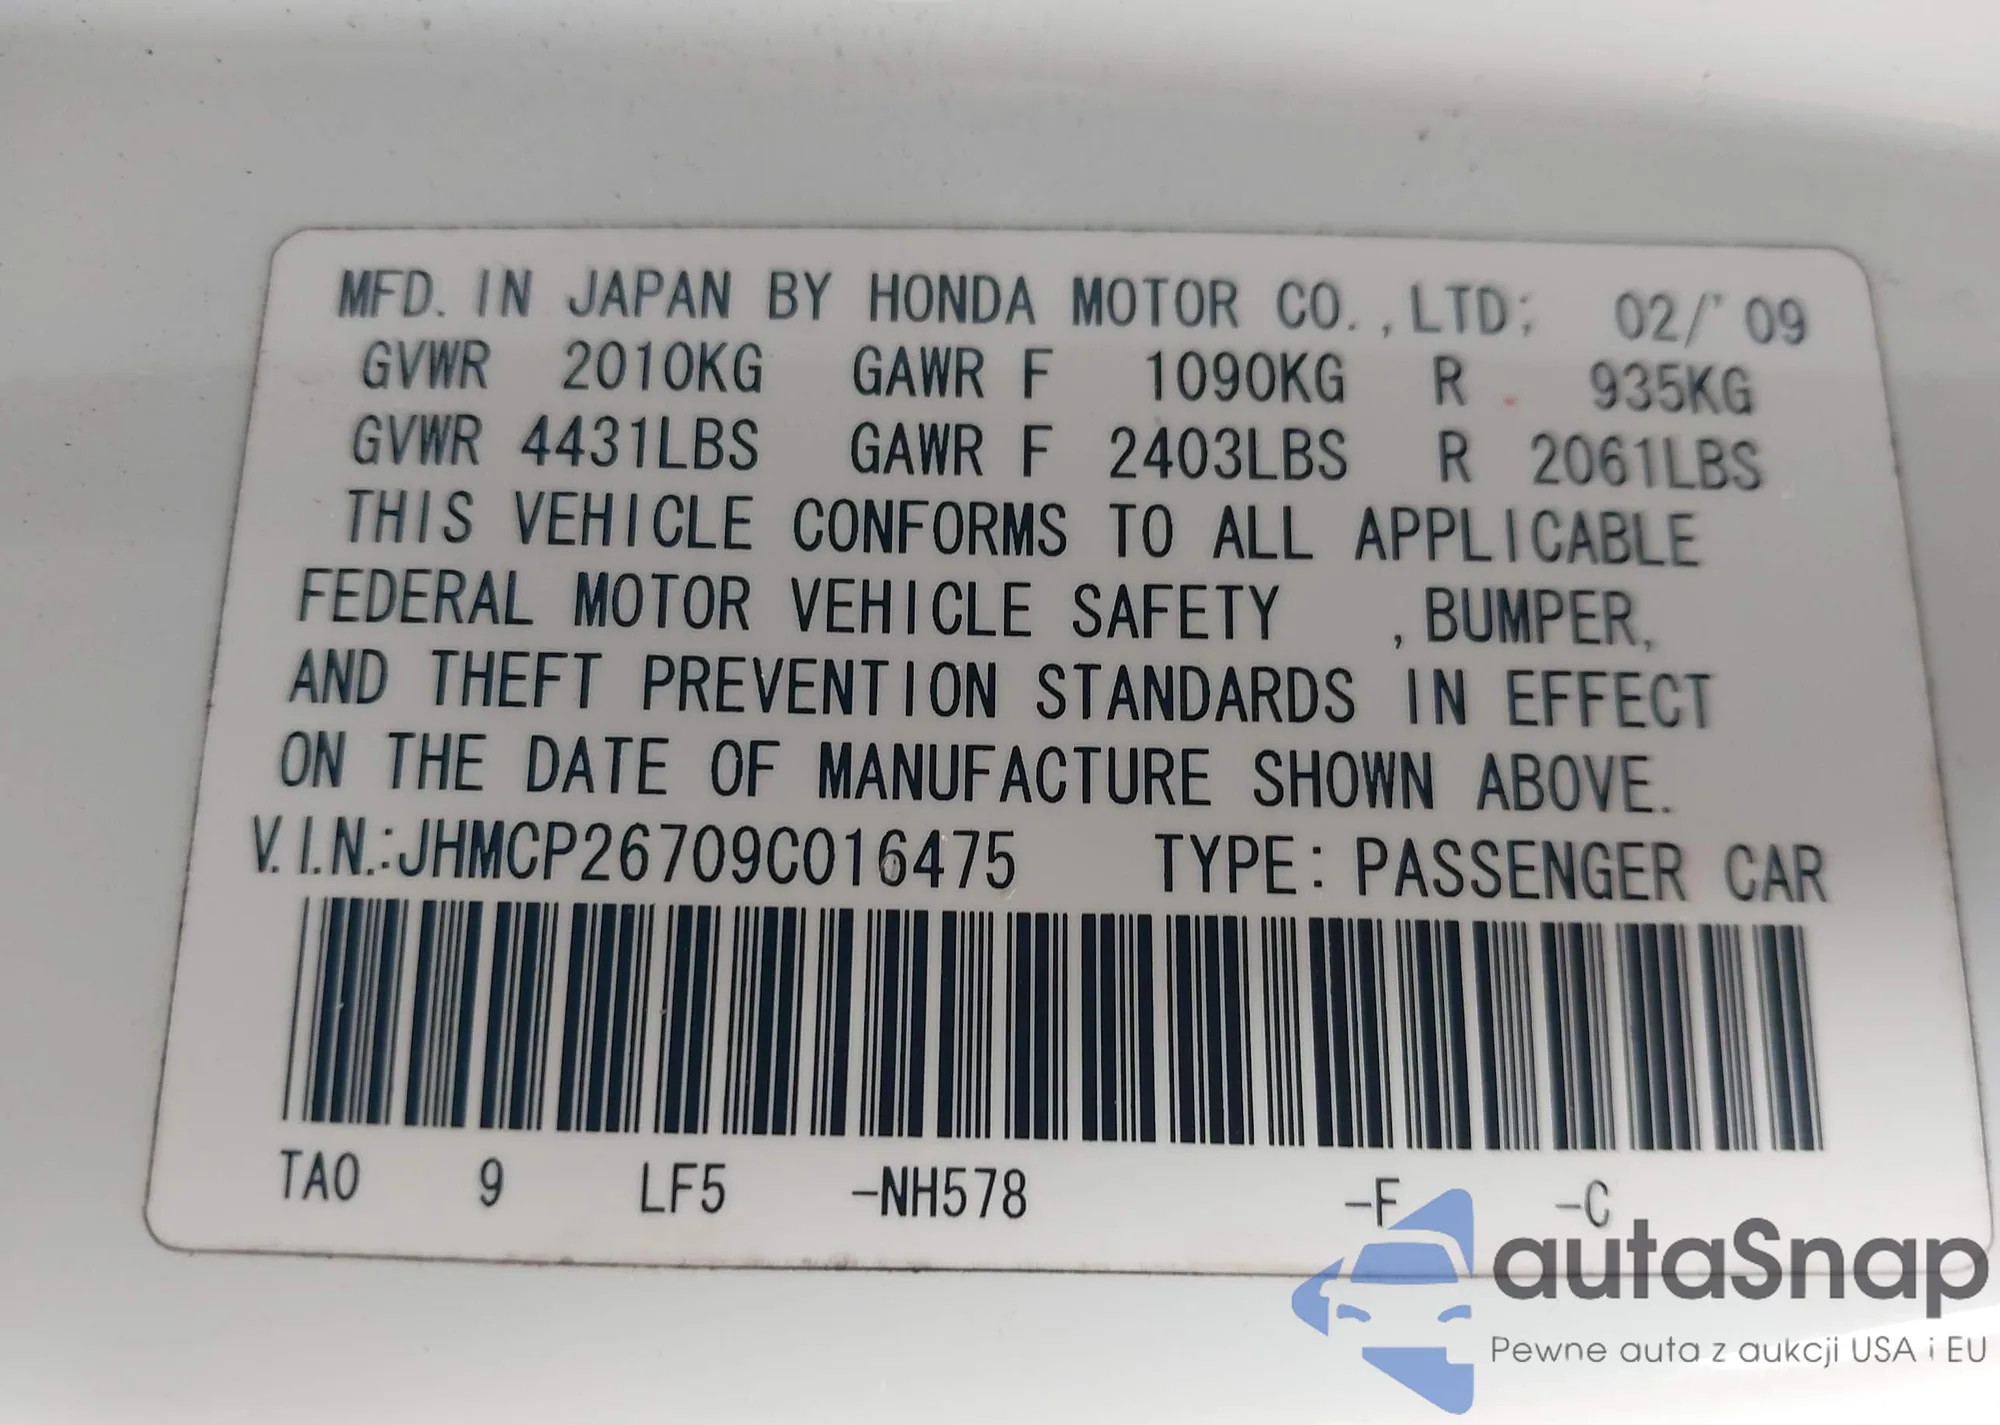 MFD. IN JAPAN BY HONDA MOTOR CO.,LTD; 02/'09
GVWR 2010KG GAWR F 1090KG R 935KG
GVWR 4431LBS GAWR F 2403LBS R 2061LBS
THIS VEHICLE CONFORMS TO ALL APPLICABLE
FEDERAL MOTOR VEHICLE SAFETY ,BUMPER,
AND THEFT PREVENTION STANDARDS IN EFFECT
ON THE DATE OF MANUFACTURE SHOWN ABOVE.
V.I.N.:JHMCP26709C016475 TYPE:PASSENGER CAR
TA0 9 LF5 -NH578 -F -C
autaSnap
Pewne auta z aukcji USA i EU